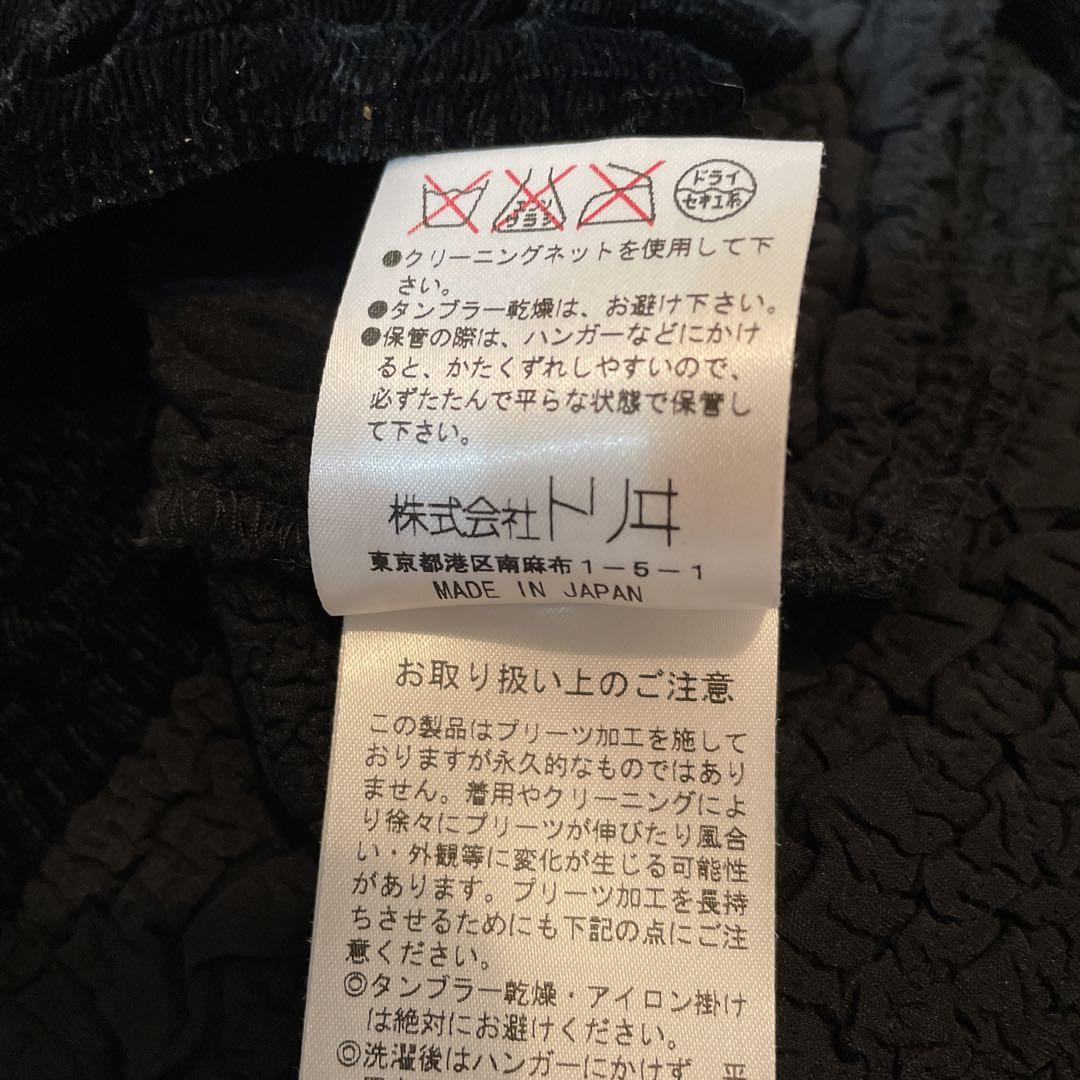 エンソ
サラシ
ドライ
セキユ系
●クリーニングネットを使用して下
さい。
●タンブラー乾燥は、お避け下さい。
●保管の際は、ハンガーなどにかけ
ると、かたくずれしやすいので、
必ずたたんで平らな状態で保管し
て下さい。
株式会社トリヰ
東京都港区南麻布1-5-1
MADE IN JAPAN
お取り扱い上のご注意
この製品はプリーツ加工を施して
おりますが永久的なものではあり
ません。着用やクリーニングによ
り徐々にプリーツが伸びたり風合
い・外観等に変化が生じる可能性
があります。プリーツ加工を長持
ちさせるためにも下記の点にご注
意ください。
◎タンブラー乾燥・アイロン掛け
は絶対にお避けください。
◎洗濯後はハンガーにかけず、平